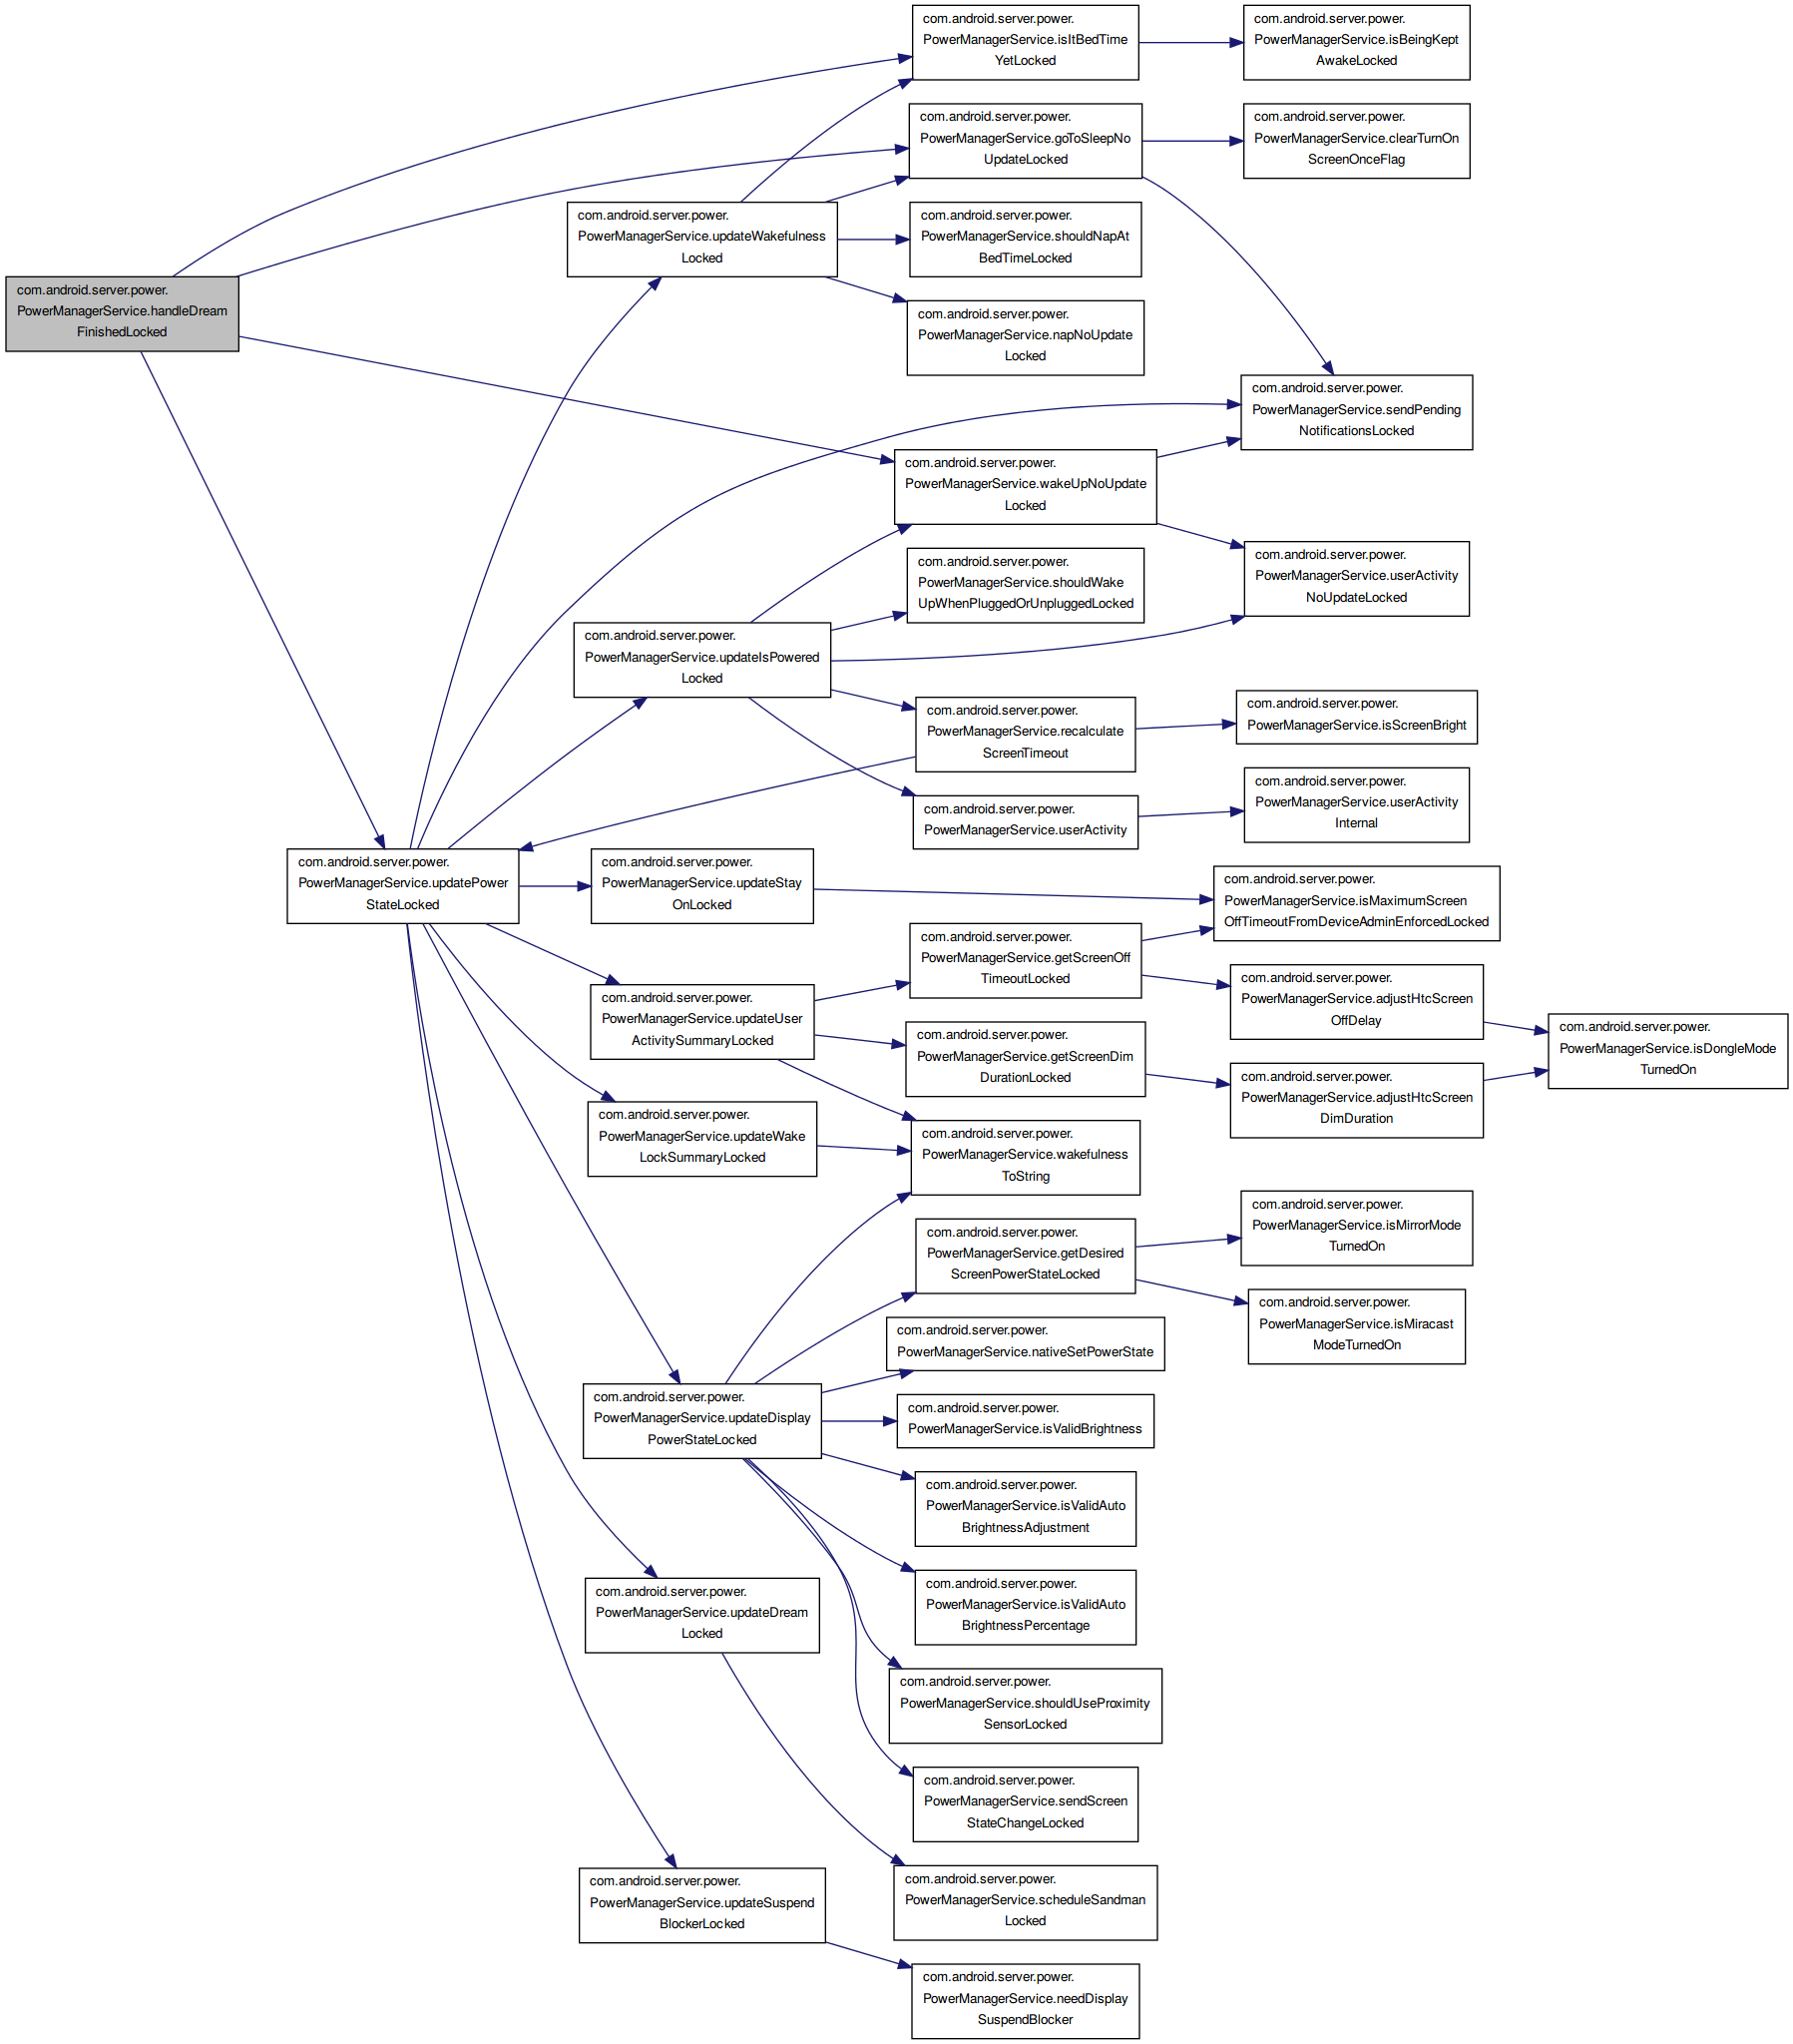 com.android.server.power.
PowerManagerService.isItBedTime
YetLocked
com.android.server.power.
PowerManagerService.isBeingKept
AwakeLocked
com.android.server.power.
PowerManagerService.goToSleepNo
UpdateLocked
com.android.server.power.
PowerManagerService.clearTurnOn
ScreenOnceFlag
com.android.server.power.
PowerManagerService.updateWakefulness
Locked
com.android.server.power.
PowerManagerService.shouldNapAt
BedTimeLocked
com.android.server.power.
PowerManagerService.handleDream
FinishedLocked
com.android.server.power.
PowerManagerService.napNoUpdate
Locked
com.android.server.power.
PowerManagerService.sendPending
NotificationsLocked
com.android.server.power.
PowerManagerService.wakeUpNoUpdate
Locked
com.android.server.power.
PowerManagerService.shouldWake
UpWhenPluggedOrUnpluggedLocked
com.android.server.power.
PowerManagerService.userActivity
NoUpdateLocked
com.android.server.power.
PowerManagerService.updateIsPowered
Locked
com.android.server.power.
PowerManagerService.recalculate
ScreenTimeout
com.android.server.power.
PowerManagerService.isScreenBright
com.android.server.power.
PowerManagerService.userActivity
com.android.server.power.
PowerManagerService.userActivity
Internal
com.android.server.power.
PowerManagerService.updatePower
StateLocked
com.android.server.power.
PowerManagerService.updateStay
OnLocked
com.android.server.power.
PowerManagerService.isMaximumScreen
OffTimeoutFromDeviceAdminEnforcedLocked
com.android.server.power.
PowerManagerService.getScreenOff
TimeoutLocked
com.android.server.power.
PowerManagerService.adjustHtcScreen
OffDelay
com.android.server.power.
PowerManagerService.updateUser
ActivitySummaryLocked
com.android.server.power.
PowerManagerService.getScreenDim
DurationLocked
com.android.server.power.
PowerManagerService.isDongleMode
TurnedOn
com.android.server.power.
PowerManagerService.adjustHtcScreen
DimDuration
com.android.server.power.
PowerManagerService.updateWake
LockSummaryLocked
com.android.server.power.
PowerManagerService.wakefulness
ToString
com.android.server.power.
PowerManagerService.isMirrorMode
TurnedOn
com.android.server.power.
PowerManagerService.getDesired
ScreenPowerStateLocked
com.android.server.power.
PowerManagerService.isMiracast
ModeTurnedOn
com.android.server.power.
PowerManagerService.nativeSetPowerState
com.android.server.power.
PowerManagerService.updateDisplay
PowerStateLocked
com.android.server.power.
PowerManagerService.isValidBrightness
com.android.server.power.
PowerManagerService.isValidAuto
BrightnessAdjustment
com.android.server.power.
PowerManagerService.isValidAuto
BrightnessPercentage
com.android.server.power.
PowerManagerService.updateDream
Locked
com.android.server.power.
PowerManagerService.shouldUseProximity
SensorLocked
com.android.server.power.
PowerManagerService.sendScreen
StateChangeLocked
com.android.server.power.
PowerManagerService.scheduleSandman
Locked
com.android.server.power.
PowerManagerService.updateSuspend
BlockerLocked
com.android.server.power.
PowerManagerService.needDisplay
SuspendBlocker